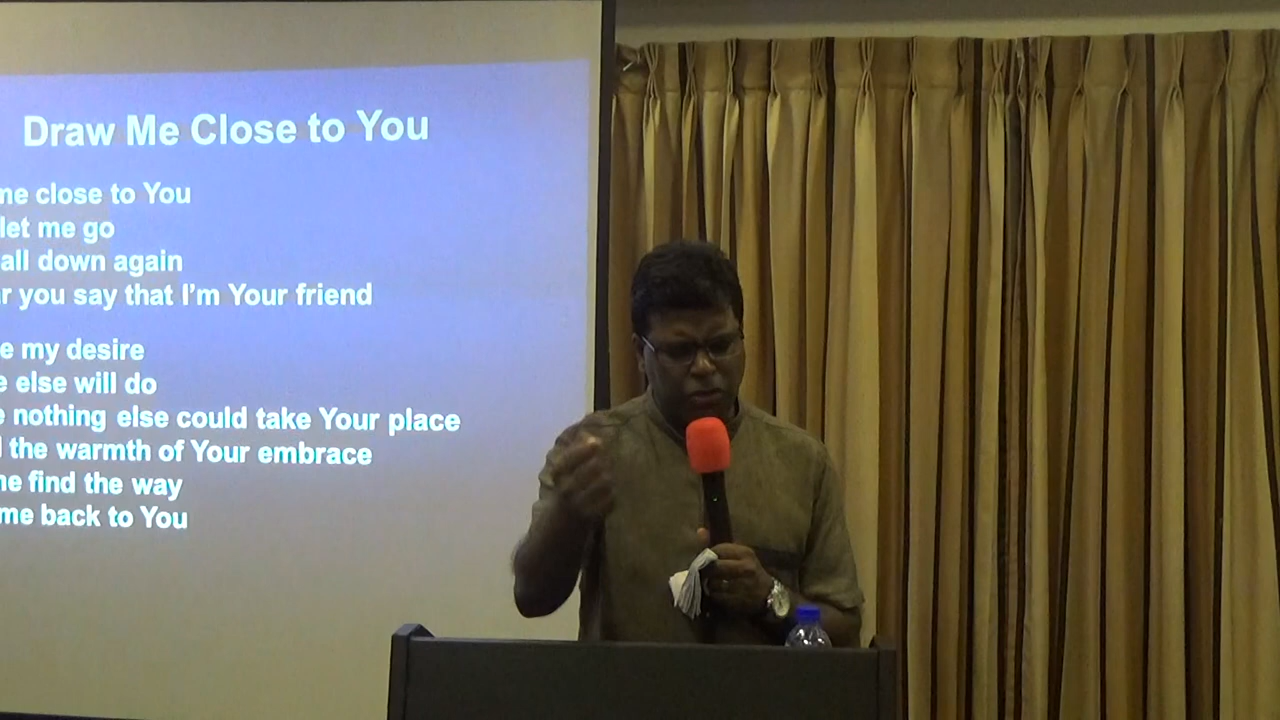 Draw Me Close to You
me close to You
let me go
all down again
r you say that I'm Your friend
e my desire
e else will do
e nothing else could take Your place
l the warmth of Your embrace
me find the way
me back to You